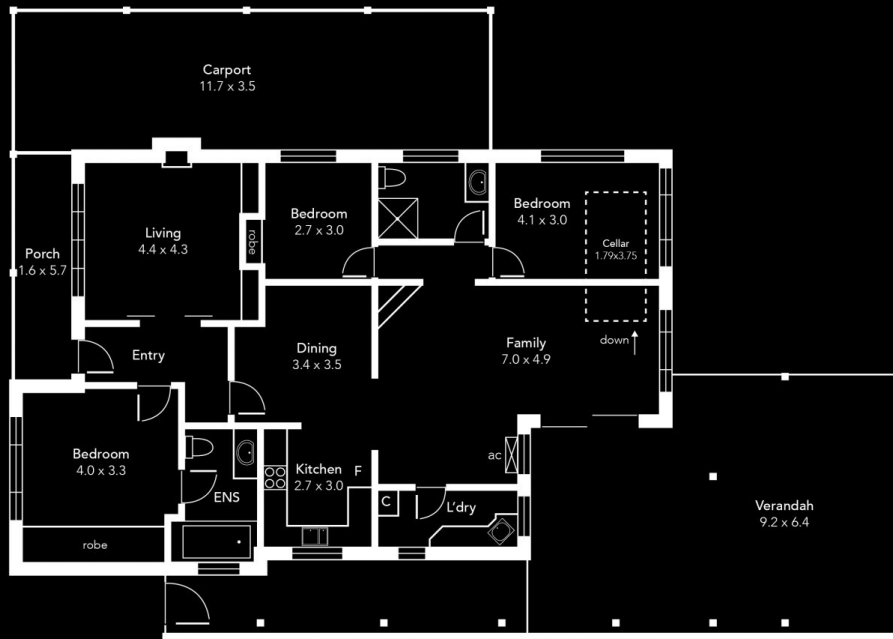 Carport
11.7 x 3.5
Living
4.4 x 4.3
robe
Bedroom
2.7 x 3.0
Bedroom
4.1 x 3.0
Cellar
1.79x3.75
Porch
1.6 x 5.7
Entry
Dining
3.4 x 3.5
Family
7.0 x 4.9
down
Bedroom
4.0 x 3.3
robe
ENS
Kitchen
2.7 x 3.0
F
ac
C
L'dry
Verandah
9.2 x 6.4